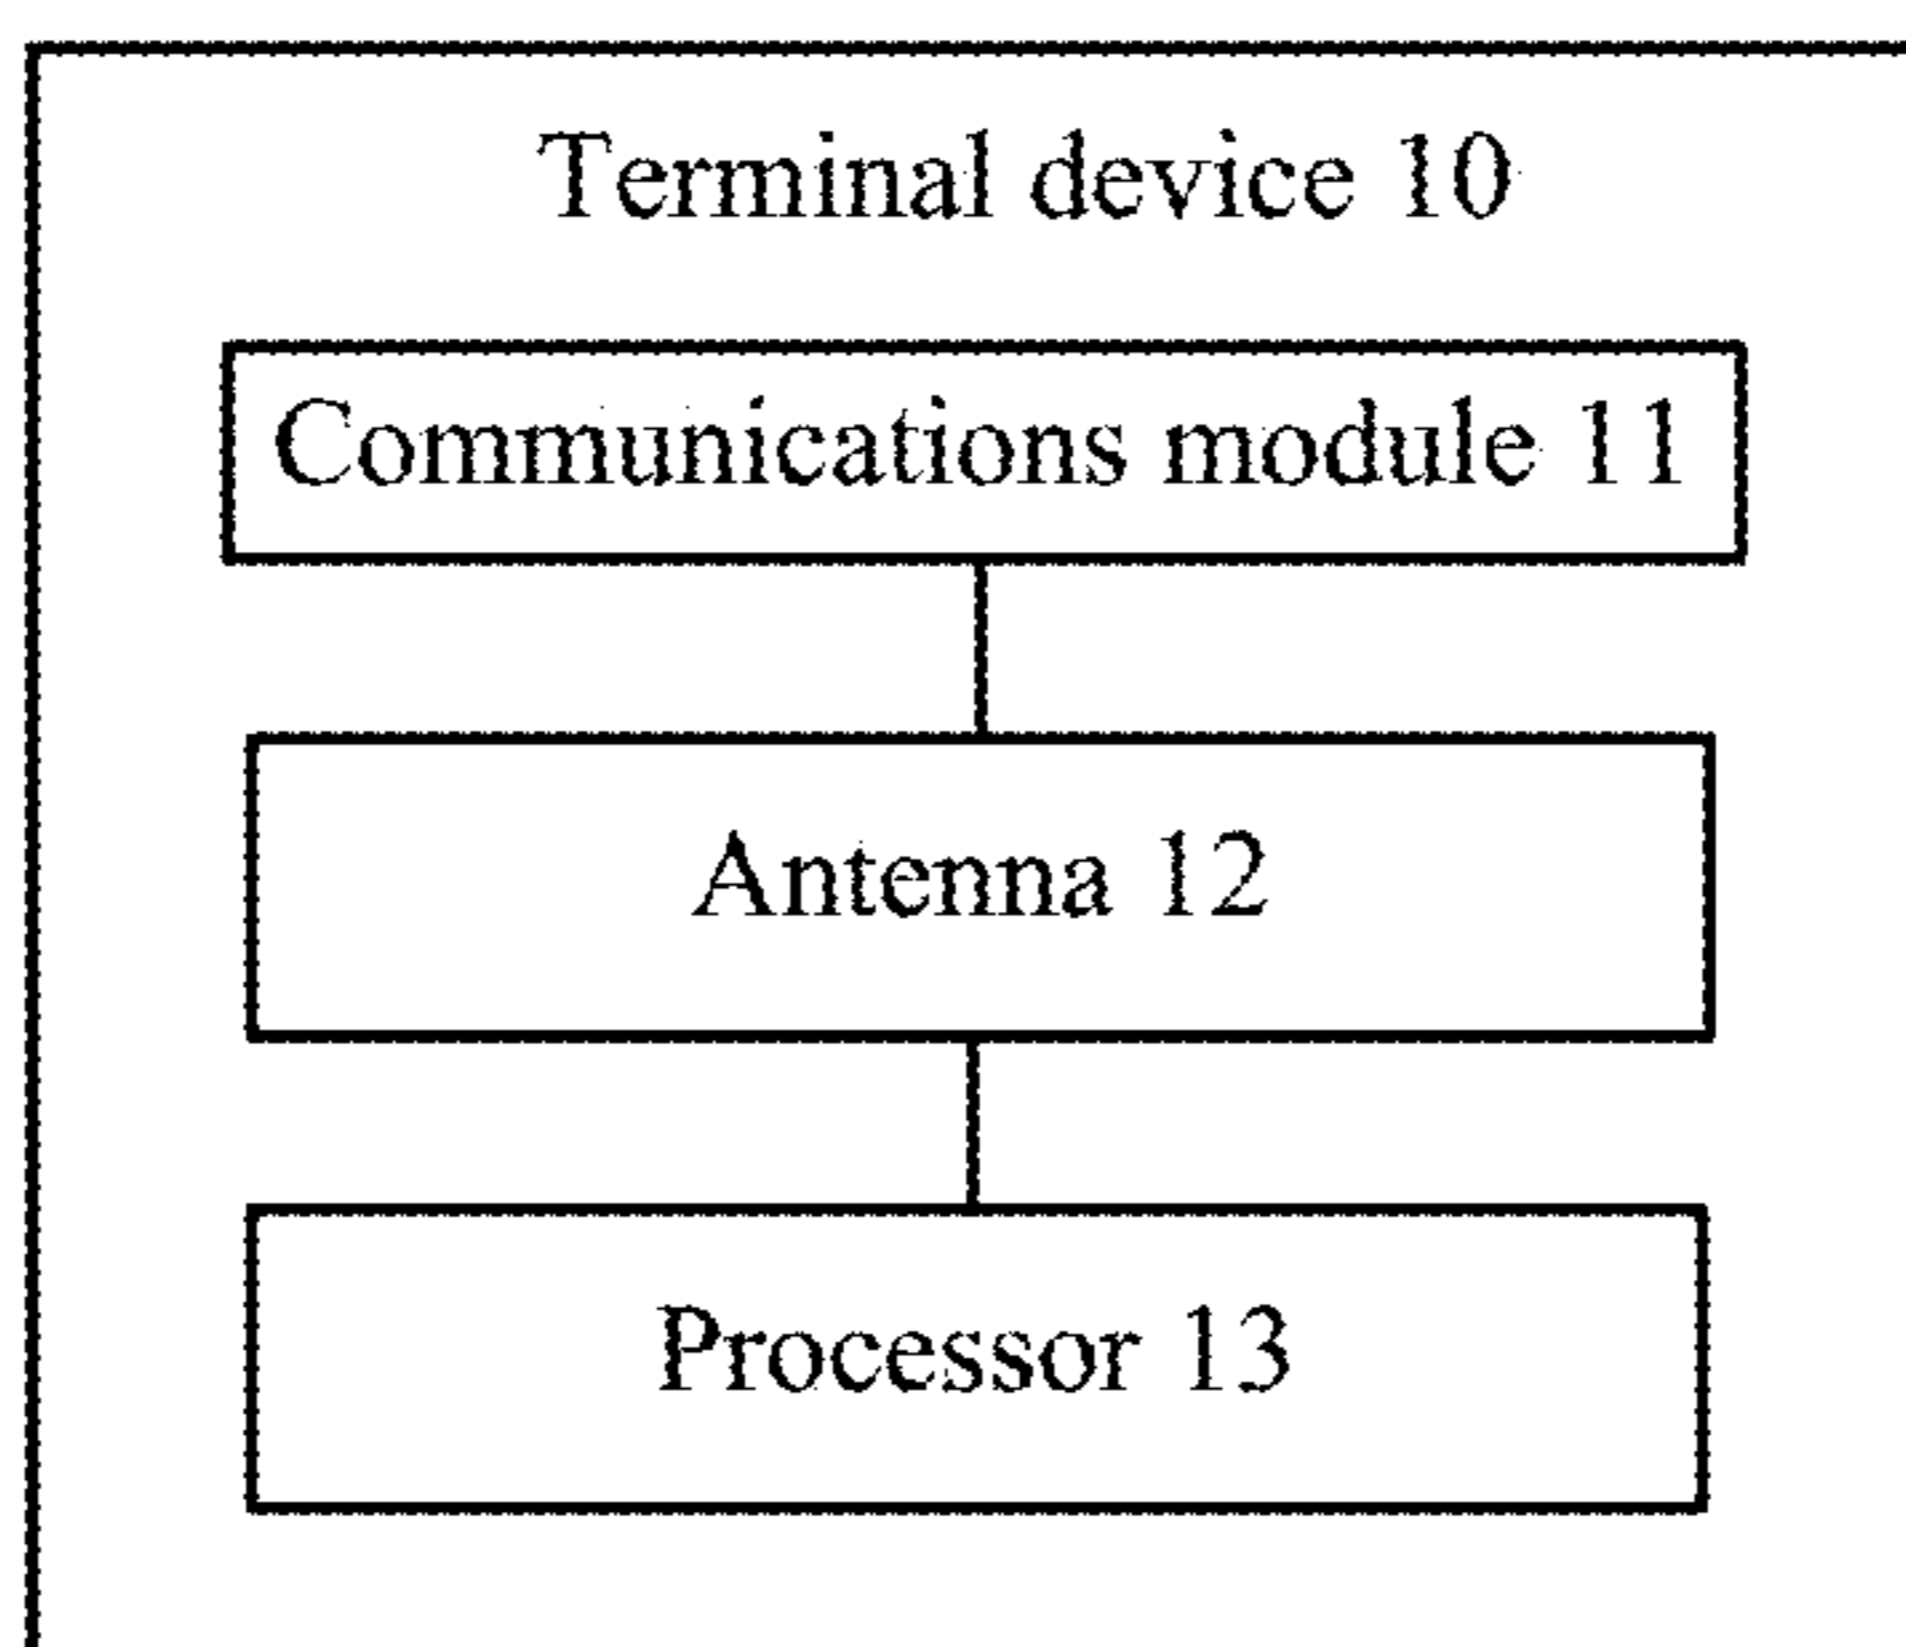 Terminal device 10
Communications module 11
Antenna 12
Processor 13